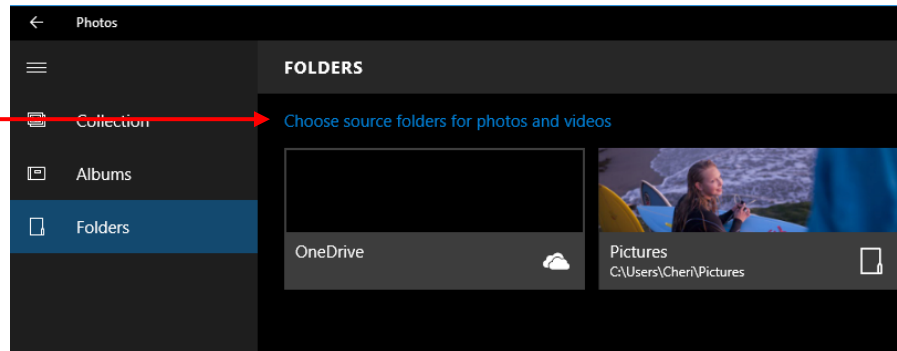 Photos
FOLDERS
Collection
Choose source folders for photos and videos
Albums
Folders
OneDrive
Pictures
C:\Users\Cheri\Pictures